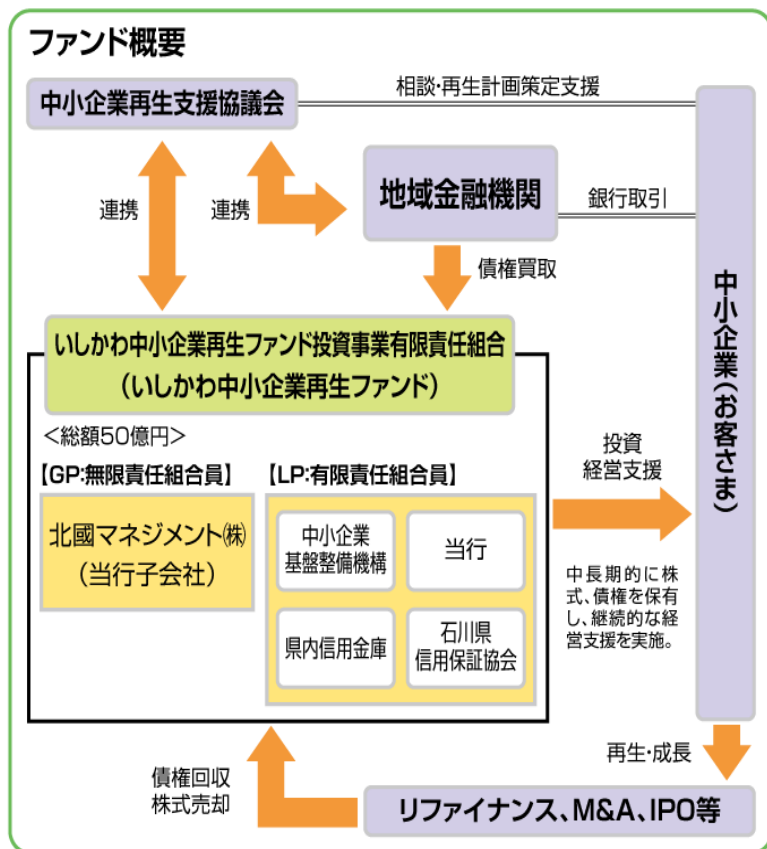 ファンド概要
中小企業再生支援協議会
相談・再生計画策定支援
連携
連携
地域金融機関
銀行取引
債権買取
中小企業(お客さま)
いしかわ中小企業再生ファンド投資事業有限責任組合
(いしかわ中小企業再生ファンド)
<総額50億円>
【GP:無限責任組合員】
北國マネジメント㈱
(当行子会社)
【LP:有限責任組合員】
中小企業
基盤整備機構
当行
県内信用金庫
石川県
信用保証協会
投資
経営支援
中長期的に株
式、債権を保有
し、継続的な経
営支援を実施。
再生・成長
債権回収
株式売却
リファイナンス、M&A、IPO等